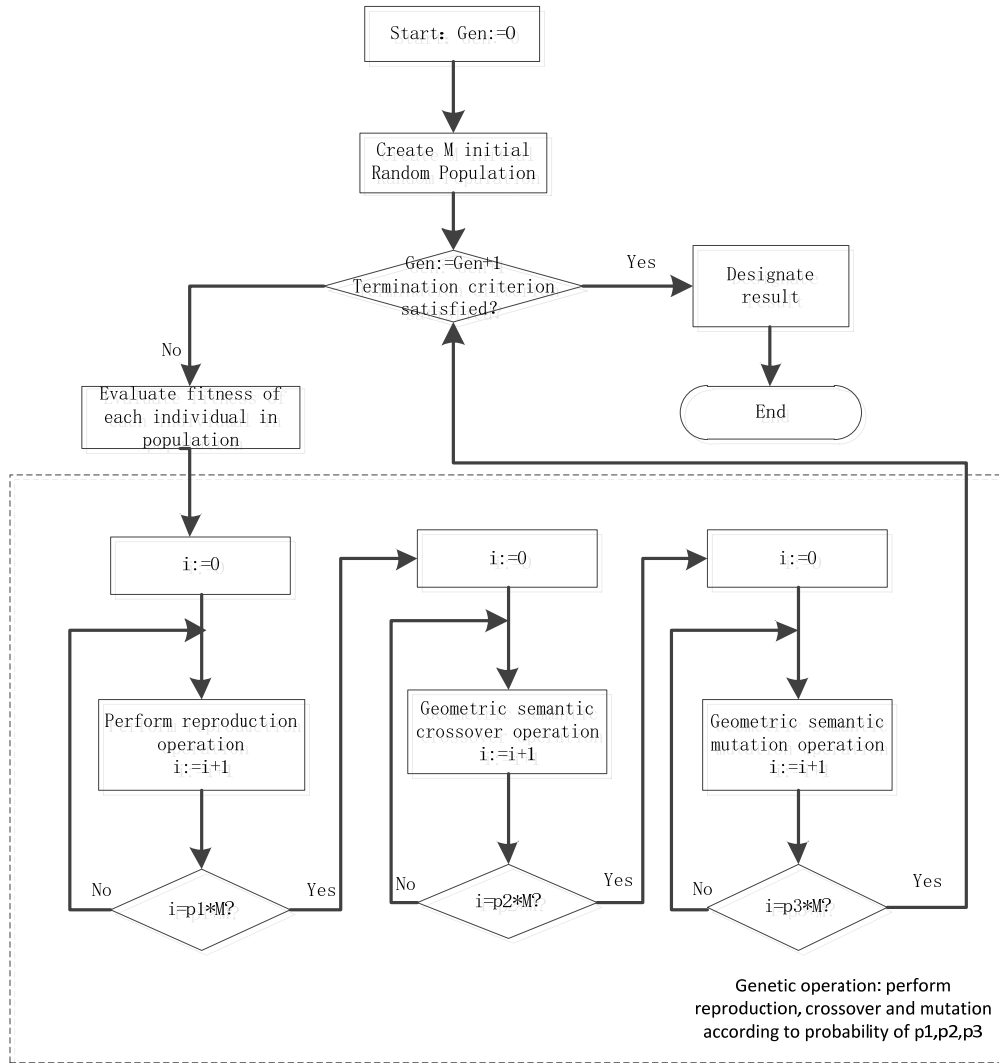 Start: Gen:=0
Create M initial
Random Population
Gen:=Gen+1
Termination criterion
satisfied?
Yes
Designate
result
End
No
Evaluate fitness of
each individual in
population
i:=0
Perform reproduction
operation
i:=i+1
i=p1*M?
No
Yes
i:=0
Geometric semantic
crossover operation
i:=i+1
i=p2*M?
No
Yes
i:=0
Geometric semantic
mutation operation
i:=i+1
i=p3*M?
No
Yes
Genetic operation: perform
reproduction, crossover and mutation
according to probability of p1,p2,p3